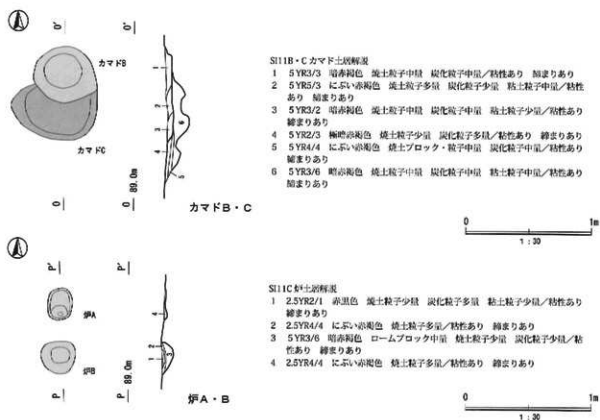 O'
O'
カマドB
カマドC
1
2
3
4
5
6
O
O
89.0m
カマドB・C
SI11B・Cカマド土層解説
1 5YR3/3 暗赤褐色 焼土粒子中量 炭化粒子中量/粘性あり 締まりあり
2 5YR5/3 にぶい赤褐色 焼土粒子多量 炭化粒子少量 粘土粒子中量/粘性
あり 締まりあり
3 5YR3/2 暗赤褐色 焼土粒子中量 炭化粒子中量 粘土粒子少量/粘性あり
締まりあり
4 5YR2/3 極暗赤褐色 焼土粒子少量 炭化粒子多量/粘性あり 締まりあり
5 5YR4/4 にぶい赤褐色 焼土ブロック・粒子中量 炭化粒子中量/粘性あり
締まりあり
6 5YR3/6 暗赤褐色 焼土粒子中量 炭化粒子少量 粘土粒子中量/粘性あり
締まりあり
0 1m
1:30
P'
P'
炉A
炉B
4
2
1
3
P
P
89.0m
炉A・B
SI11C炉土層解説
1 2.5YR2/1 赤黒色 焼土粒子少量 炭化粒子多量 粘土粒子少量/粘性あり
締まりあり
2 2.5YR4/4 にぶい赤褐色 焼土粒子多量/粘性あり 締まりあり
3 5YR3/6 暗赤褐色 ロームブロック中量 焼土粒子少量 炭化粒子少量/粘
性あり 締まりあり
4 2.5YR4/4 にぶい赤褐色 焼土粒子多量/粘性あり 締まりあり
0 1m
1:30